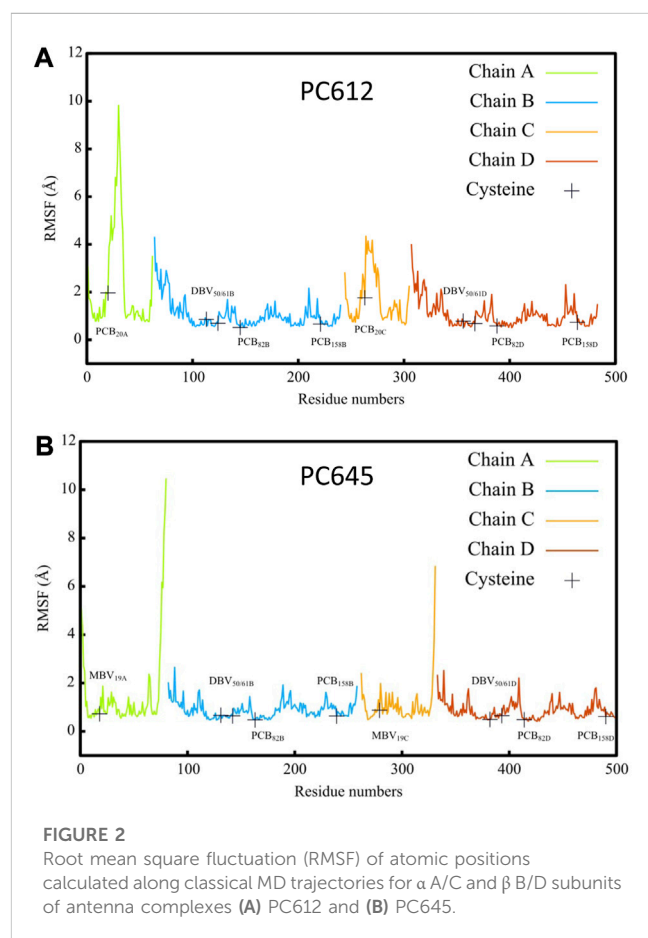 A
PC612
Chain A
Chain B
Chain C
Chain D
Cysteine
12
10
8
6
4
2
0
RMSF (Å)
DBV50/61B
DBV50/61D
PCB20A
PCB82B
PCB158B
PCB20C
PCB82D
PCB158D
0 100 200 300 400 500
Residue numbers
B
PC645
Chain A
Chain B
Chain C
Chain D
Cysteine
12
10
8
6
4
2
0
RMSF (Å)
MBV19A
DBV50/61B
PCB158B
DBV50/61D
PCB82B
MBV19C
PCB82D
PCB158D
0 100 200 300 400 500
Residue numbers
FIGURE 2
Root mean square fluctuation (RMSF) of atomic positions
calculated along classical MD trajectories for α A/C and β B/D subunits
of antenna complexes (A) PC612 and (B) PC645.